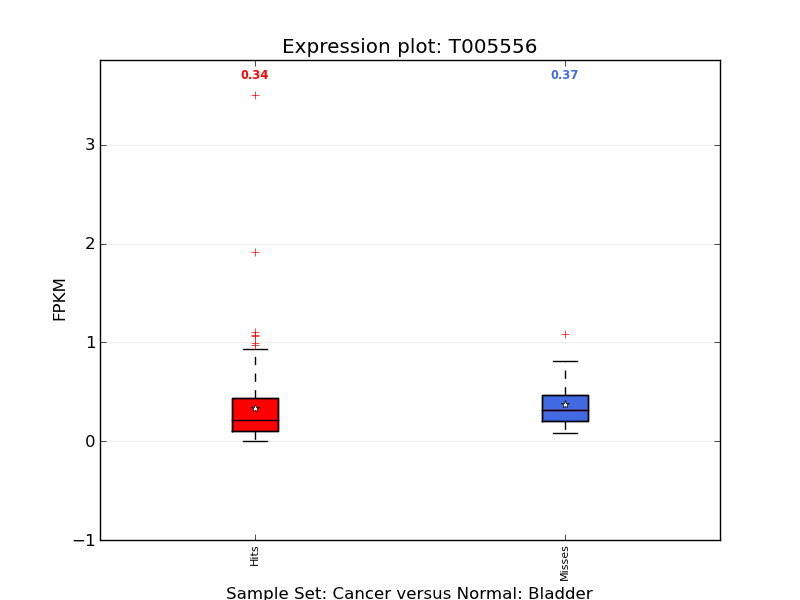 Expression plot: T005556
0.34
0.37
3
2
1
0
−1
FPKM
Hits
Misses
Sample Set: Cancer versus Normal: Bladder